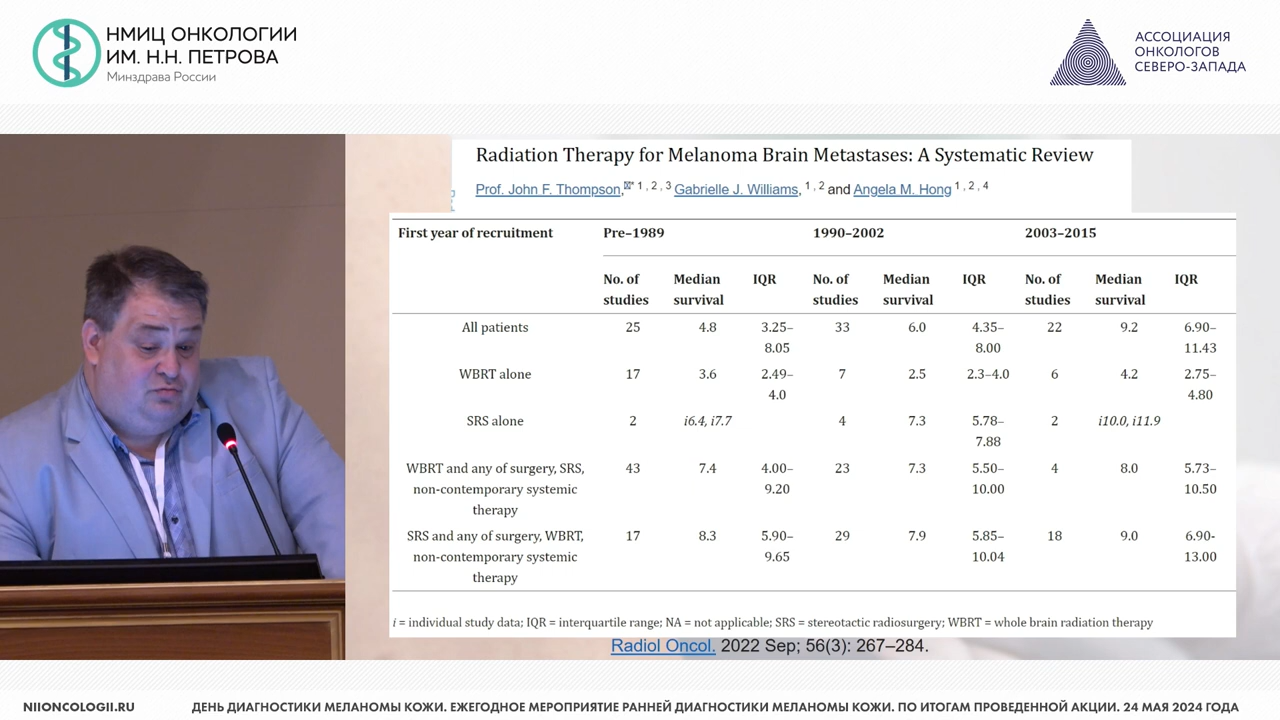 НМИЦ ОНКОЛОГИИ
ИМ. Н.Н. ПЕТРОВА
Минздрава России
АССОЦИАЦИЯ
ОНКОЛОГОВ
СЕВЕРО-ЗАПАДА
Radiation Therapy for Melanoma Brain Metastases: A Systematic Review
Prof. John F. Thompson, 1 , 2 , 3 Gabrielle J. Williams, 1 , 2 and Angela M. Hong 1 , 2 , 4
First year of recruitment Pre–1989 1990–2002 2003–2015
No. of Median IQR No. of Median IQR No. of Median IQR
studies survival studies survival studies survival
All patients 25 4.8 3.25– 33 6.0 4.35– 22 9.2 6.90–
8.05 8.00 11.43
WBRT alone 17 3.6 2.49– 7 2.5 2.3–4.0 6 4.2 2.75–
4.0 4.80
SRS alone 2 i6.4, i7.7 4 7.3 5.78– 2 i10.0, i11.9
7.88
WBRT and any of surgery, SRS, 43 7.4 4.00– 23 7.3 5.50– 4 8.0 5.73–
non-contemporary systemic 9.20 10.00 10.50
therapy
SRS and any of surgery, WBRT, 17 8.3 5.90– 29 7.9 5.85– 18 9.0 6.90-
non-contemporary systemic 9.65 10.04 13.00
therapy
i = individual study data; IQR = interquartile range; NA = not applicable; SRS = stereotactic radiosurgery; WBRT = whole brain radiation therapy
Radiol Oncol. 2022 Sep; 56(3): 267–284.
NIIONCOLOGII.RU
ДЕНЬ ДИАГНОСТИКИ МЕЛАНОМЫ КОЖИ. ЕЖЕГОДНОЕ МЕРОПРИЯТИЕ РАННЕЙ ДИАГНОСТИКИ МЕЛАНОМЫ КОЖИ. ПО ИТОГАМ ПРОВЕДЕННОЙ АКЦИИ. 24 МАЯ 2024 ГОДА